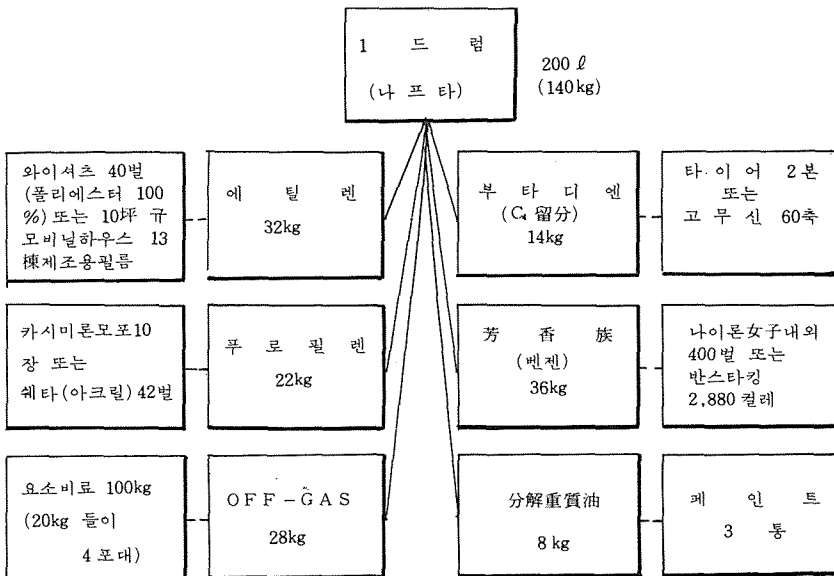 1 드 럼
(나 프 타)
200 ℓ
(140kg)
와이셔츠 40벌
(폴리에스터 100
%) 또는 10坪 규
모비닐하우스 13
棟제조용필름
에 틸 렌
32kg
부 타 디 엔
(C₄ 留分)
14kg
타 이 어 2본
또는
고 무 신 60축
카시미론모포10
장 또는
쉐타(아크릴) 42벌
푸 로 필 렌
22kg
芳 香 族
(벤젠)
36kg
나이론女子내외
400벌 또는
반스타킹
2,880 컬레
요소비료 100kg
(20kg 들이
4 포대)
OFF-GAS
28kg
分解重質油
8 kg
페 인 트
3 통